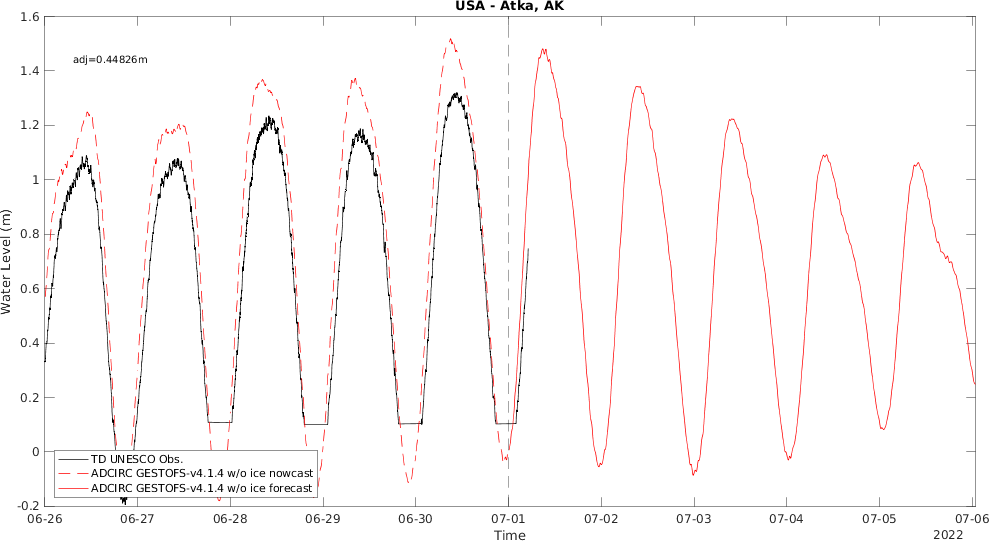 USA - Atka, AK
adj=0.44826m
Water Level (m)
1.6
1.4
1.2
1
0.8
0.6
0.4
0.2
0
-0.2
TD UNESCO Obs.
ADCIRC GESTOFS-v4.1.4 w/o ice nowcast
ADCIRC GESTOFS-v4.1.4 w/o ice forecast
06-26 06-27 06-28 06-29 06-30 07-01 07-02 07-03 07-04 07-05 07-06
Time
2022